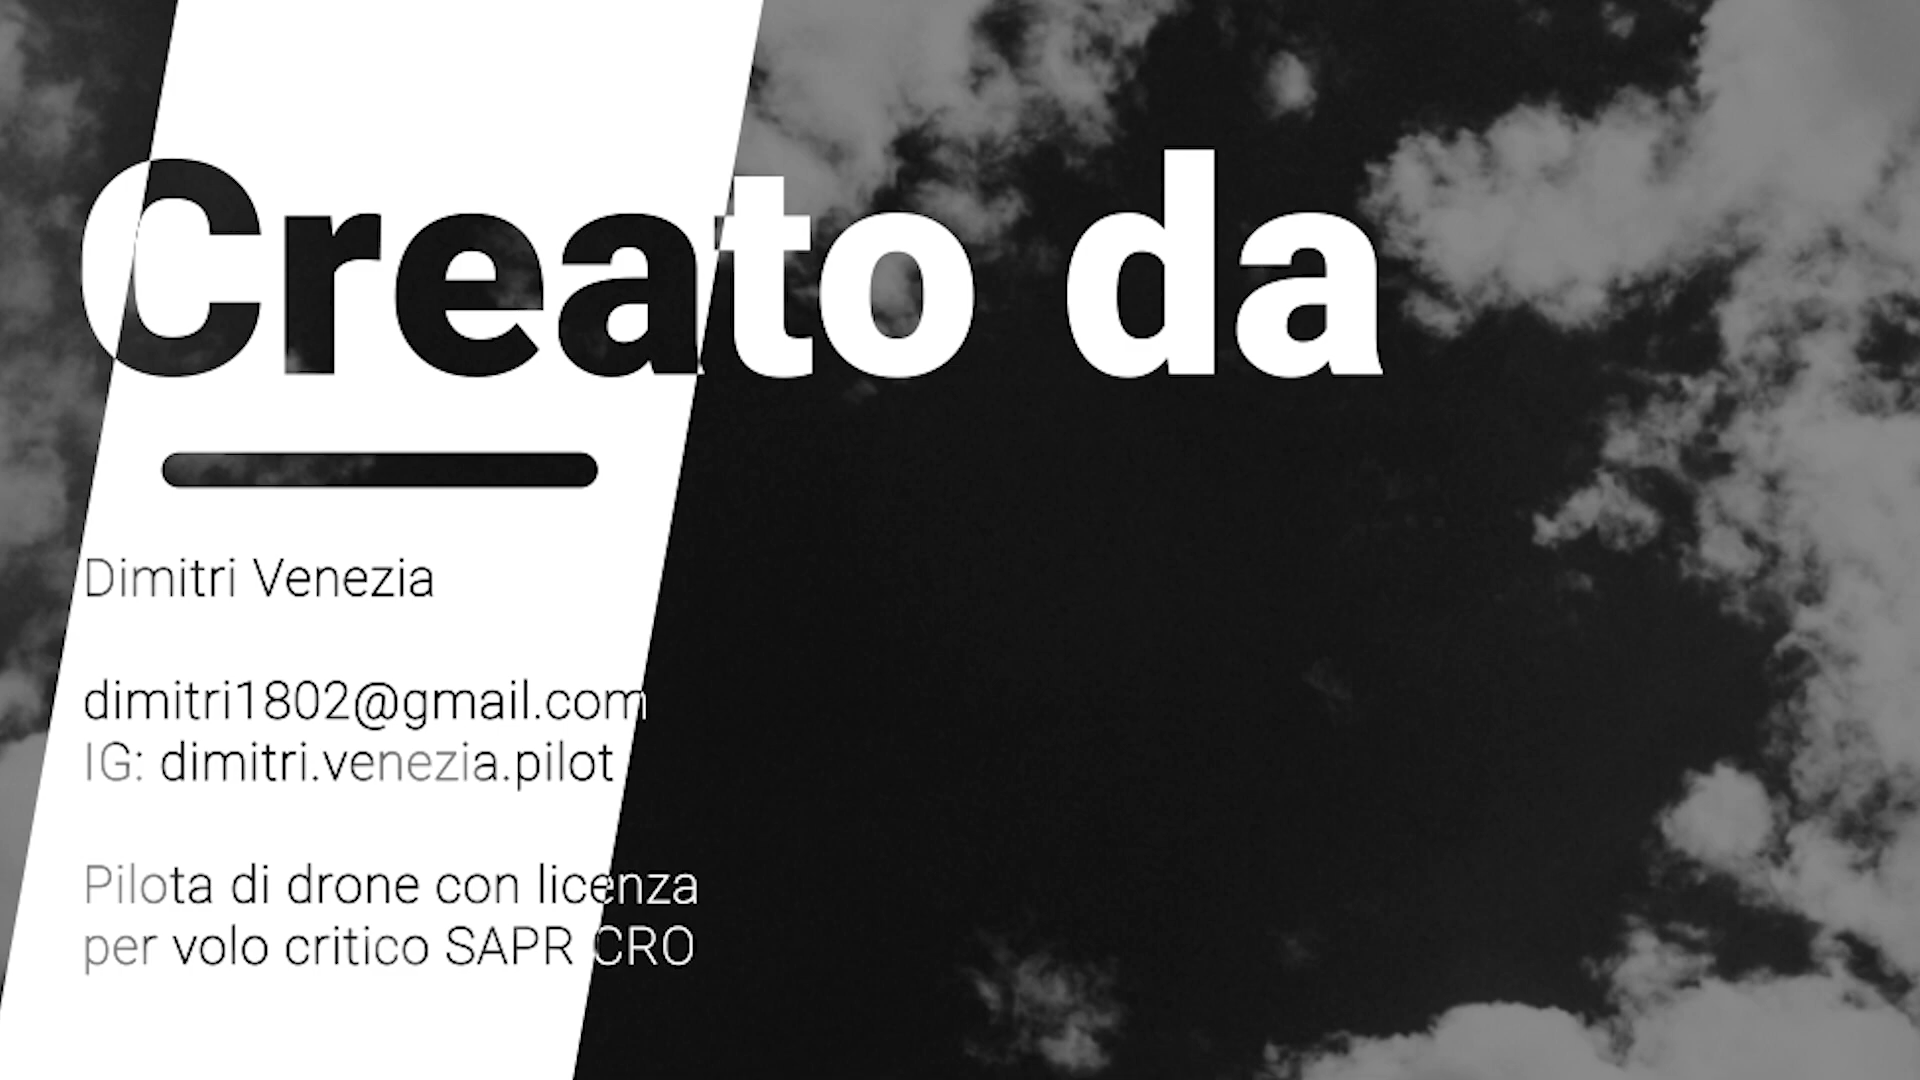 Creato da
Dimitri Venezia
dimitri1802@gmail.com
IG: dimitri.venezia.pilot
Pilota di drone con licenza
per volo critico SAPR CRO